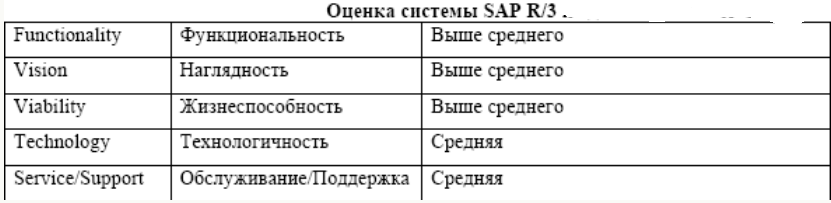 Оценка системы SAP R/3
Functionality Функциональность Выше среднего
Vision Наглядность Выше среднего
Viability Жизнеспособность Выше среднего
Technology Технологичность Средняя
Service/Support Обслуживание/Поддержка Средняя